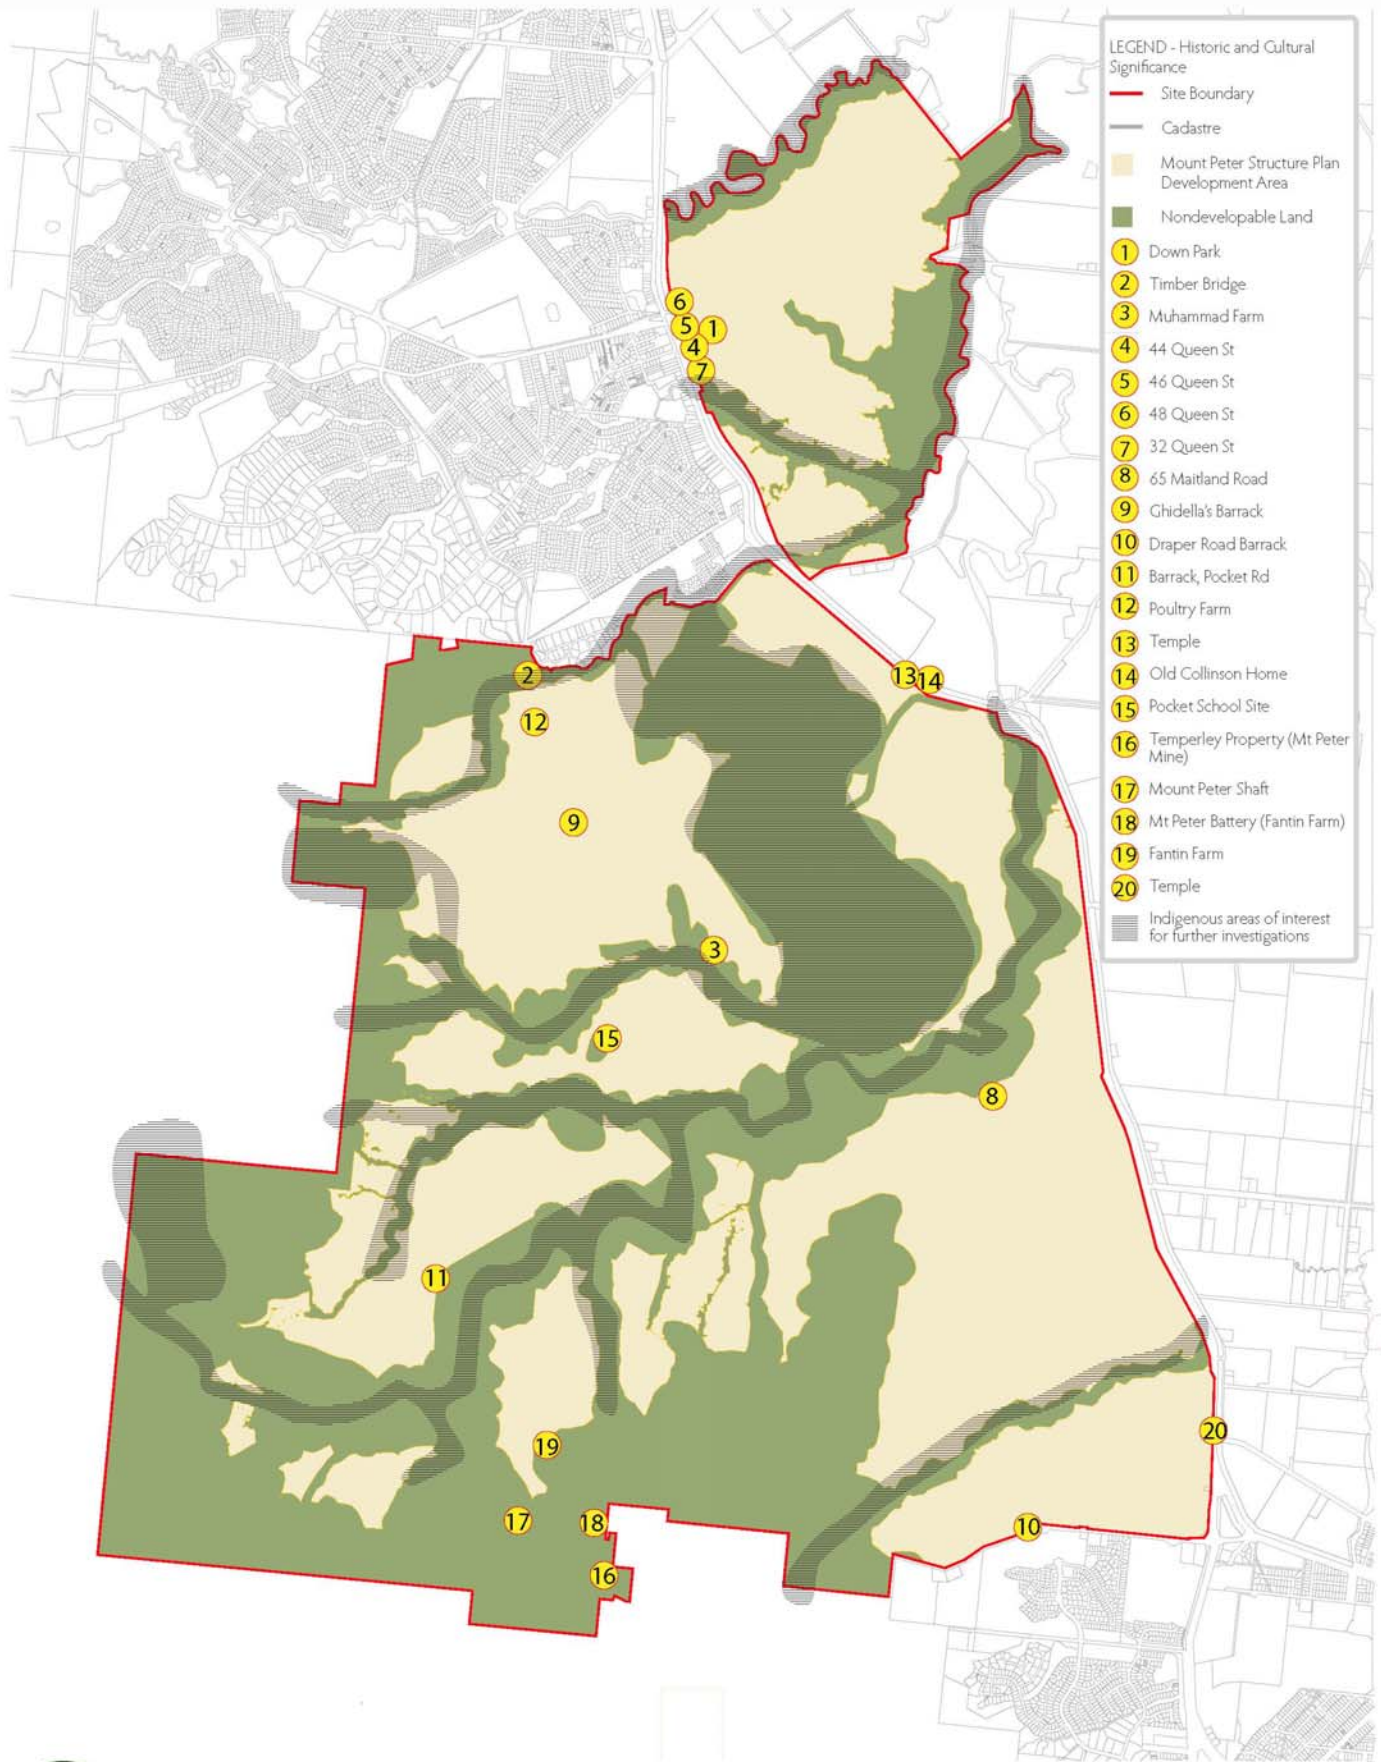 LEGEND - Historic and Cultural
Significance
Site Boundary
Cadastre
Mount Peter Structure Plan
Development Area
Nondevelopable Land
1 Down Park
2 Timber Bridge
3 Muhammad Farm
4 44 Queen St
5 46 Queen St
6 48 Queen St
7 32 Queen St
8 65 Maitland Road
9 Ghidella's Barrack
10 Draper Road Barrack
11 Barrack, Pocket Rd
12 Poultry Farm
13 Temple
14 Old Collinson Home
15 Pocket School Site
16 Temperley Property (Mt Peter
Mine)
17 Mount Peter Shaft
18 Mt Peter Battery (Fantin Farm)
19 Fantin Farm
20 Temple
Indigenous areas of interest
for further investigations
6
5 1
4
7
13 14
2
12
9
3
15
8
11
20
19
17 18
10
16